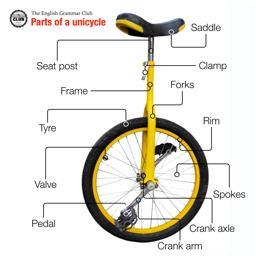 CLUB
The English Grammar Club
Parts of a unicycle
Saddle
Seat post
Clamp
Frame
Forks
Tyre
Rim
Valve
Spokes
Pedal
Crank axle
Crank arm